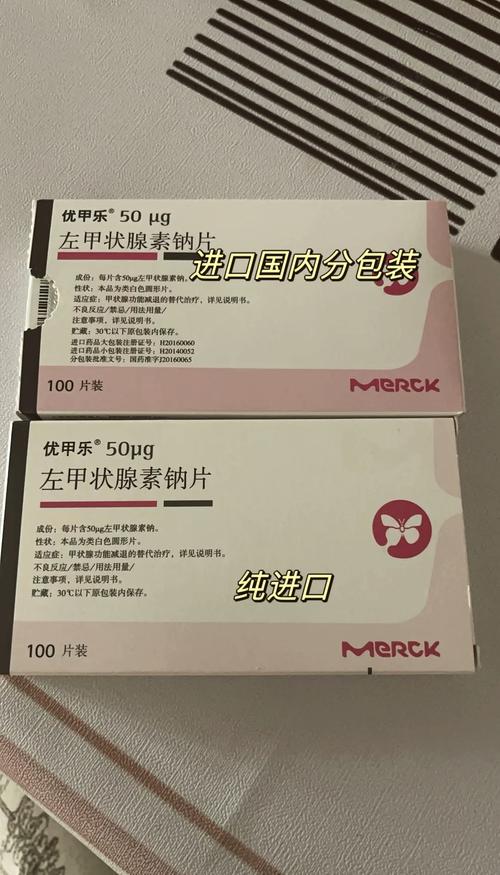 优甲乐® 50 μg
左甲状腺素钠片
进口国内分包装
成份：每片含50μg左甲状腺素钠。
性状：本品为类白色圆形片。
适应症：甲状腺功能减退的替代治疗，详见说明书。
不良反应/禁忌/用法用量/
注意事项，详见说明书。
贮藏：30℃以下原包装内保存。
进口药品大包装注册证号：H20160060
进口药品小包装注册证号：H20140052
分包装批准文号：国药准字J20160065
100 片装
MERCK
优甲乐® 50μg
左甲状腺素钠片
成份：每片含50μg左甲状腺素钠。
性状：本品为类白色圆形片。
适应症：甲状腺功能减退的替代治疗，详见说明书。
不良反应/禁忌/用法用量/
注意事项，详见说明书。
贮藏：30℃以下原包装内保存。
纯进口
100 片装
MERCK